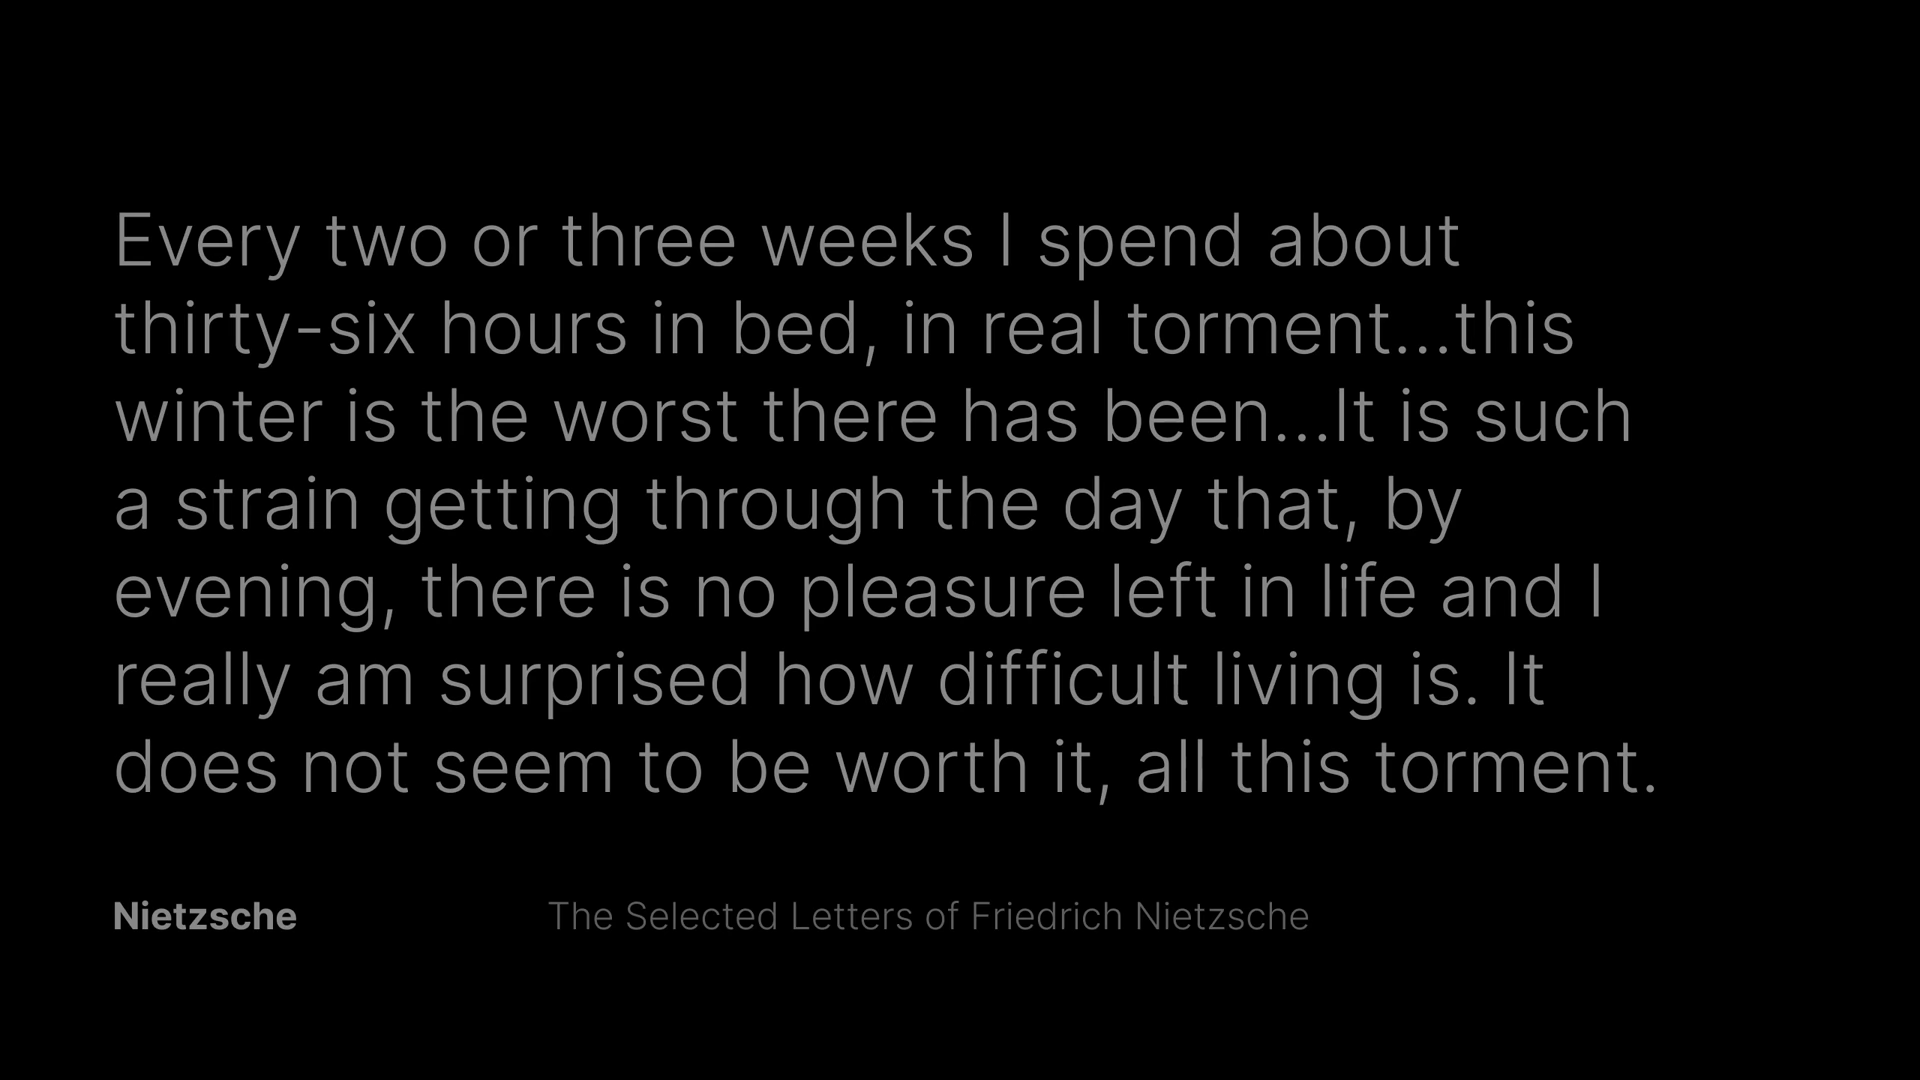 Every two or three weeks I spend about
thirty-six hours in bed, in real torment...this
winter is the worst there has been...It is such
a strain getting through the day that, by
evening, there is no pleasure left in life and I
really am surprised how difficult living is. It
does not seem to be worth it, all this torment.
Nietzsche The Selected Letters of Friedrich Nietzsche